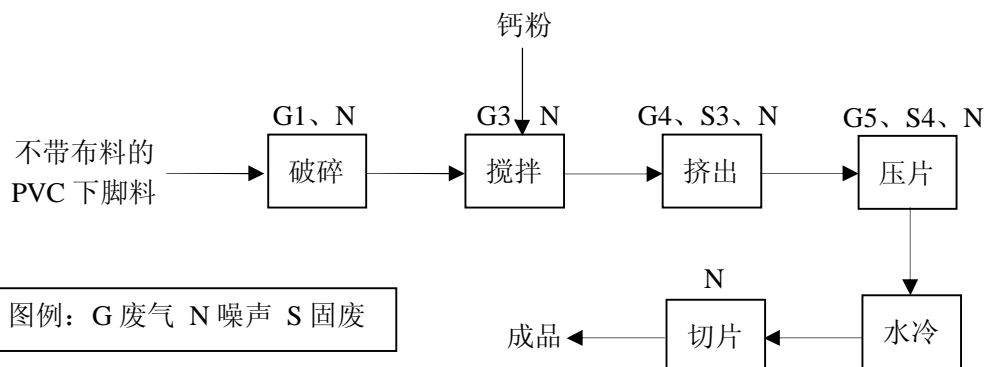 钙粉
G1、N
G3 N
G4、S3、N
G5、S4、N
不带布料的
PVC 下脚料
破碎
搅拌
挤出
压片
N
图例：G 废气 N 噪声 S 固废
成品
切片
水冷